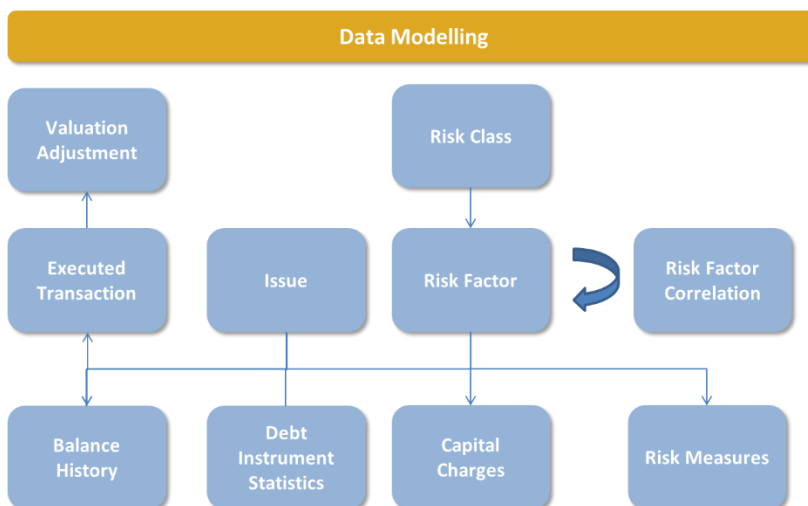 Data Modelling
Valuation
Adjustment
Risk Class
Executed
Transaction
Issue
Risk Factor
Risk Factor
Correlation
Balance
History
Debt
Instrument
Statistics
Capital
Charges
Risk Measures